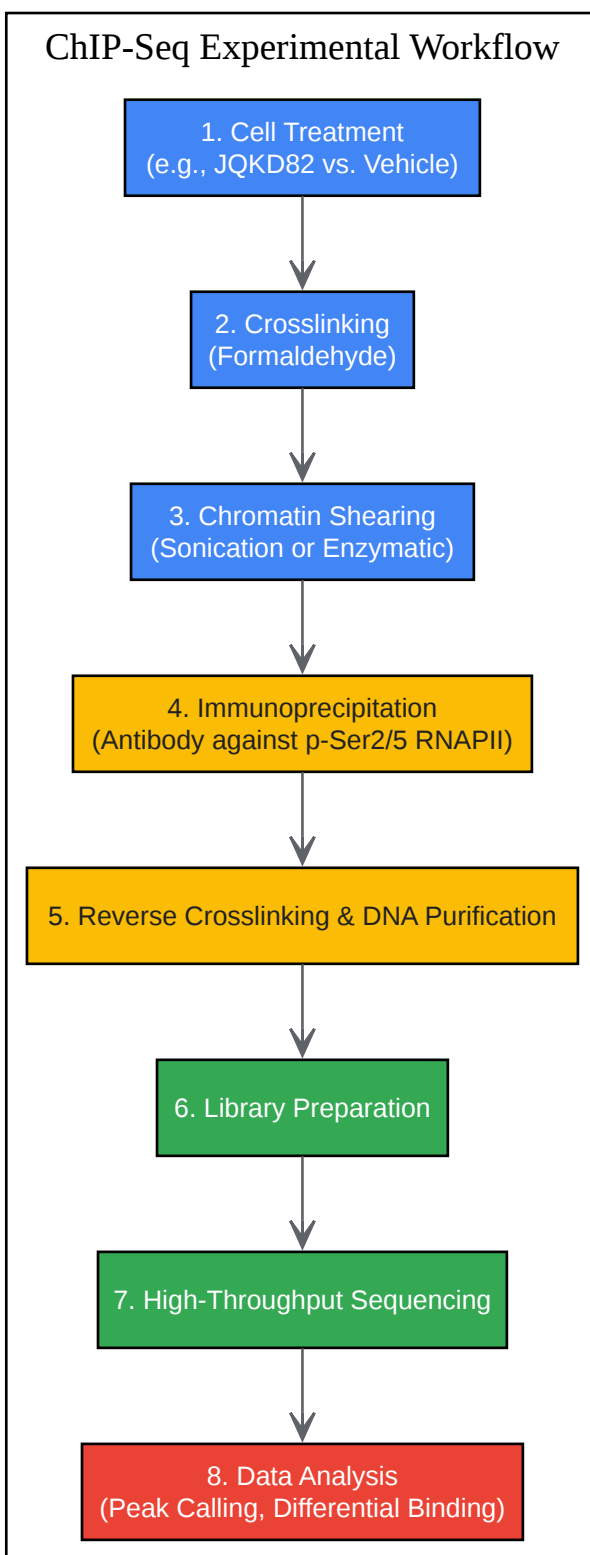 ChIP-Seq Experimental Workflow
1. Cell Treatment
(e.g., JQKD82 vs. Vehicle)
2. Crosslinking
(Formaldehyde)
3. Chromatin Shearing
(Sonication or Enzymatic)
4. Immunoprecipitation
(Antibody against p-Ser2/5 RNAPII)
5. Reverse Crosslinking & DNA Purification
6. Library Preparation
7. High-Throughput Sequencing
8. Data Analysis
(Peak Calling, Differential Binding)